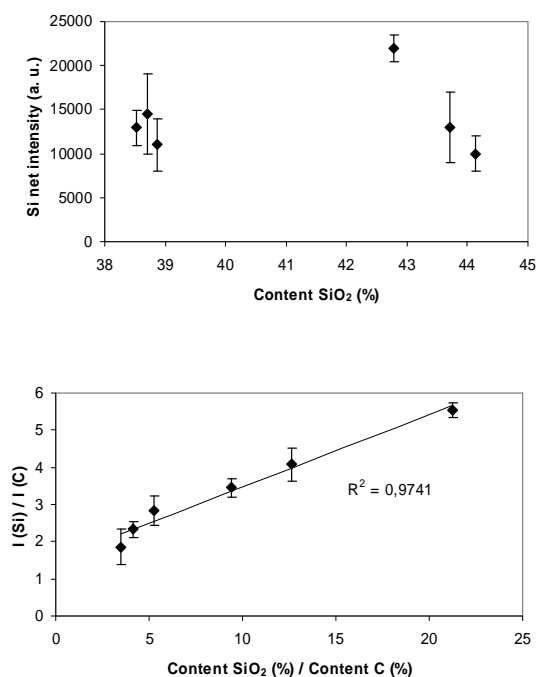 25000
20000
15000
10000
5000
0
Si net intensity (a. u.)
38 39 40 41 42 43 44 45
Content SiO₂ (%)
6
5
4
3
2
1
0
I (Si) / I (C)
R² = 0,9741
0 5 10 15 20 25
Content SiO₂ (%) / Content C (%)